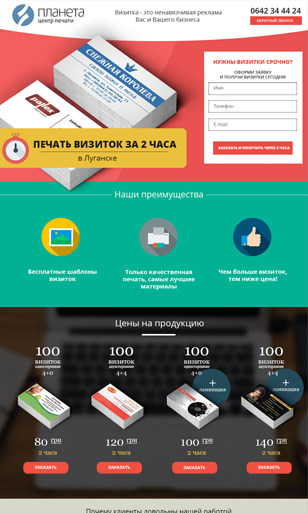 планета
центр печати
Визитка - это ненавязчивая реклама
Вас и Вашего бизнеса
0642 34 44 24
ОБРАТНЫЙ ЗВОНОК
СНЕЖНАЯ КОРОЛЕВА
pallex
НУЖНЫ ВИЗИТКИ СРОЧНО?
ОФОРМИ ЗАЯВКУ
И ПОЛУЧИ ВИЗИТКИ СЕГОДНЯ
Имя
Телефон
E-mail
ЗАКАЗАТЬ И ПОЛУЧИТЬ ЧЕРЕЗ 2 ЧАСА
ПЕЧАТЬ ВИЗИТОК ЗА 2 ЧАСА
в Луганске
Наши преимущества
Бесплатные шаблоны
визиток
Только качественная
печать, самые лучшие
материалы
Чем больше визиток,
тем ниже цена!
Цены на продукцию
100
визиток
односторонние
4+0
100
визиток
двухсторонние
4+4
100
визиток
односторонние
4+0
100
визиток
двухсторонние
4+4
+
ламинация
+
ламинация
80 грн
2 часа
120 грн
2 часа
100 грн
2 часа
140 грн
2 часа
ЗАКАЗАТЬ
ЗАКАЗАТЬ
ЗАКАЗАТЬ
ЗАКАЗАТЬ
Почему клиенты довольны нашей работой